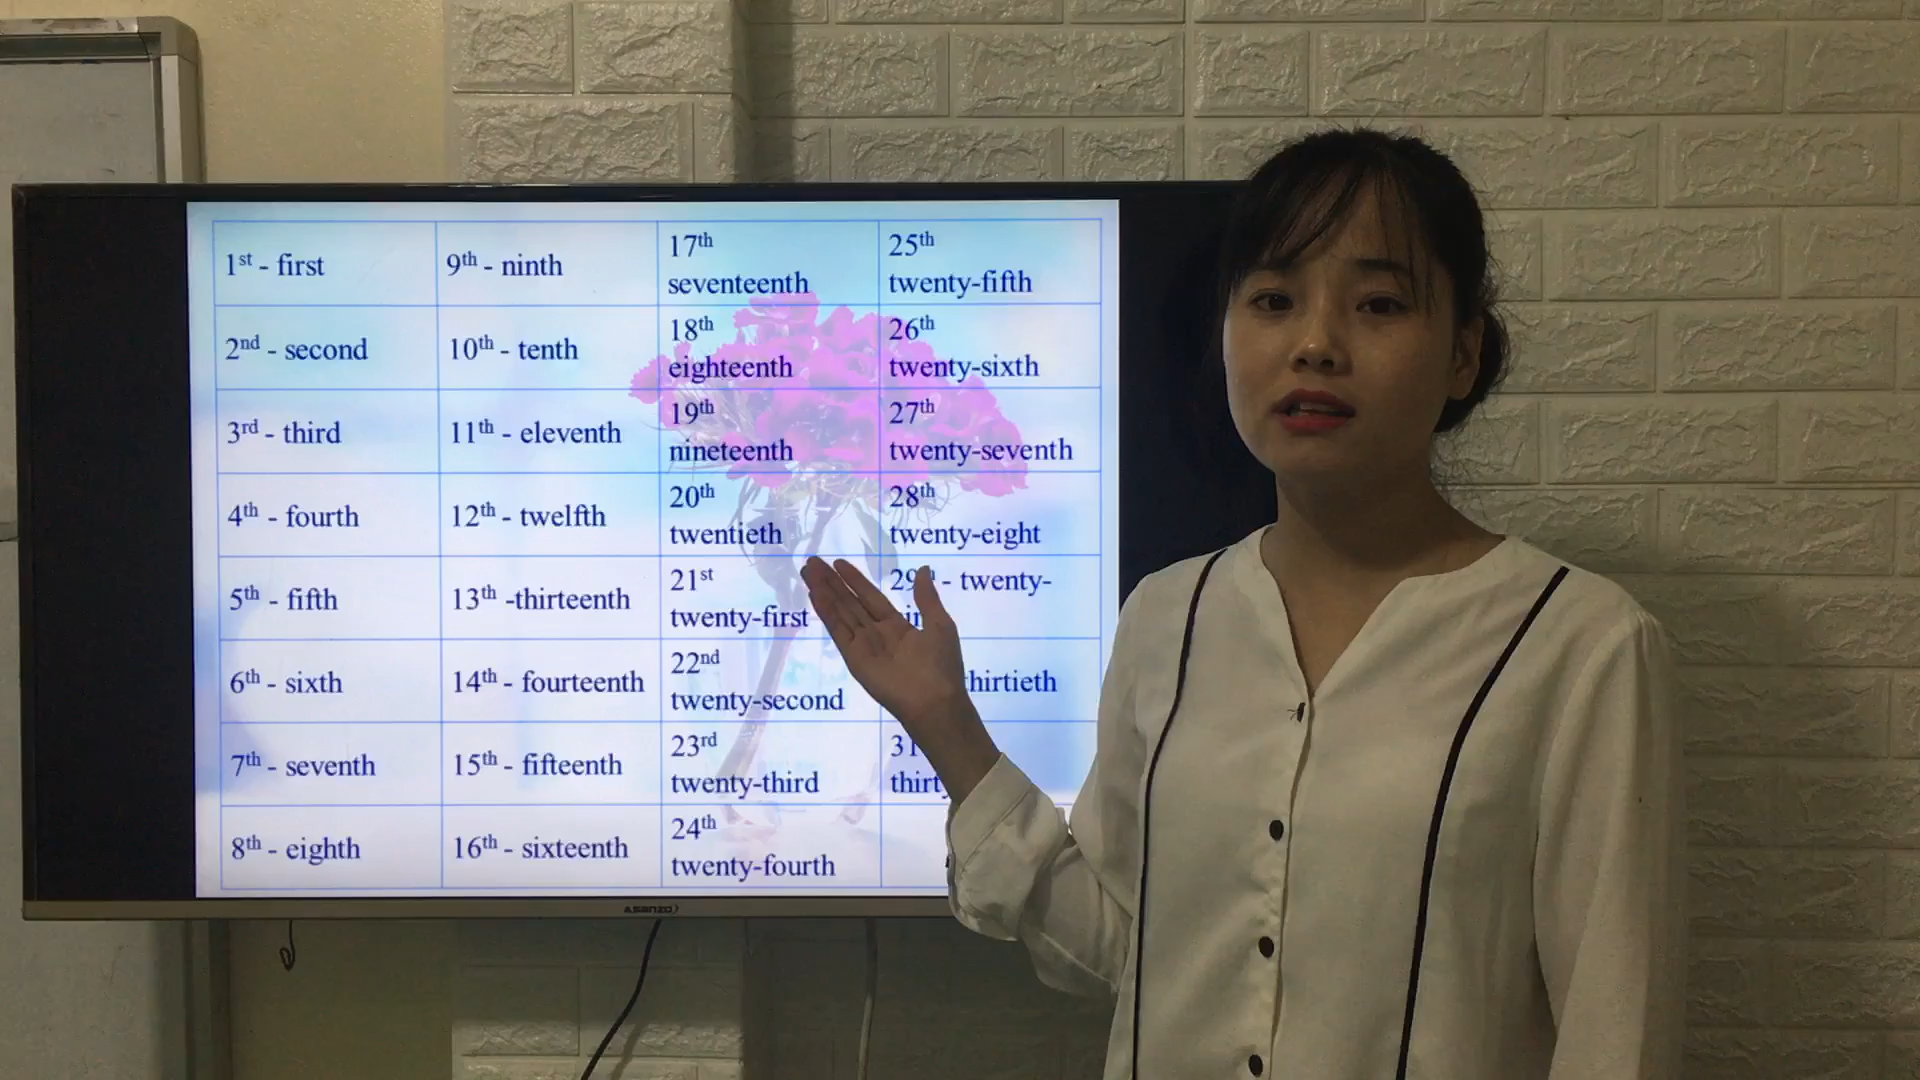 1st - first
9th - ninth
17th
seventeenth
25th
twenty-fifth
2nd - second
10th - tenth
18th
eighteenth
26th
twenty-sixth
3rd - third
11th - eleventh
19th
nineteenth
27th
twenty-seventh
4th - fourth
12th - twelfth
20th
twentieth
28th
twenty-eight
5th - fifth
13th -thirteenth
21st
twenty-first
- twenty-
6th - sixth
14th - fourteenth
22nd
twenty-second
7th - seventh
15th - fifteenth
23rd
twenty-third
8th - eighth
16th - sixteenth
24th
twenty-fourth
asanzo